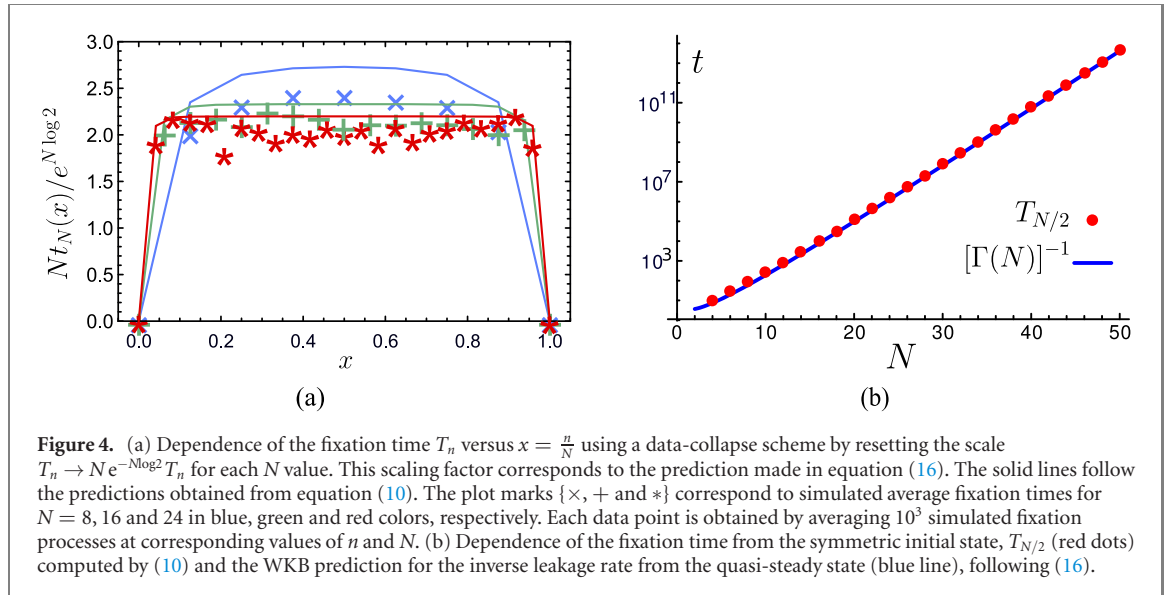 3.0
2.5
2.0
1.5
1.0
0.5
0.0
Nt_N(x)/e^{N log 2}
0.0 0.2 0.4 0.6 0.8 1.0
x
(a)
t
10^{11}
10^7
10^3
T_{N/2}
[Γ(N)]^{-1}
0 10 20 30 40 50
N
(b)
Figure 4. (a) Dependence of the fixation time T_n versus x = \frac{n}{N} using a data-collapse scheme by resetting the scale
T_n → N e^{−Nlog2} T_n for each N value. This scaling factor corresponds to the prediction made in equation (16). The solid lines follow
the predictions obtained from equation (10). The plot marks {×, + and *} correspond to simulated average fixation times for
N = 8, 16 and 24 in blue, green and red colors, respectively. Each data point is obtained by averaging 10^3 simulated fixation
processes at corresponding values of n and N. (b) Dependence of the fixation time from the symmetric initial state, T_{N/2} (red dots)
computed by (10) and the WKB prediction for the inverse leakage rate from the quasi-steady state (blue line), following (16).